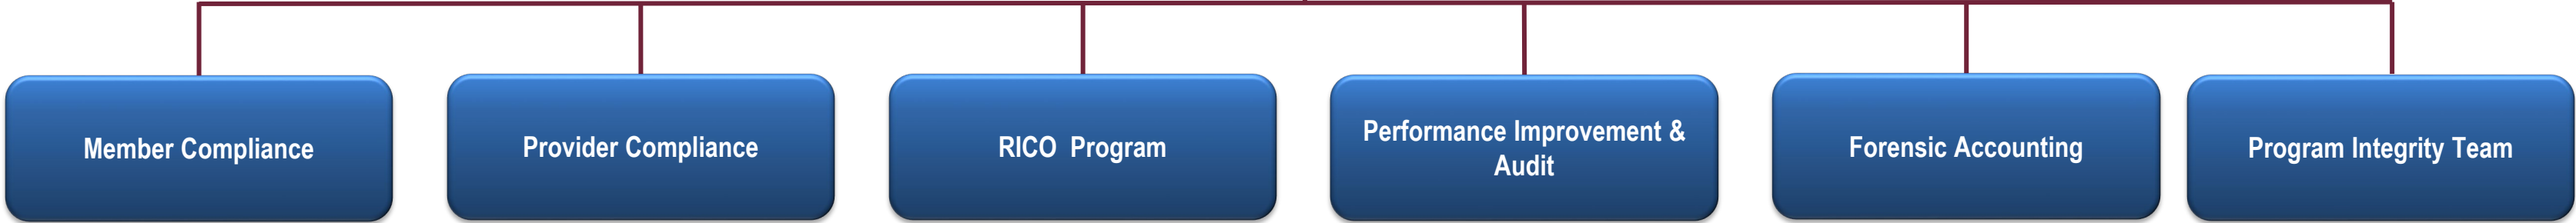 Member Compliance
Provider Compliance
RICO  Program
Performance Improvement &
Audit
Forensic Accounting
Program Integrity Team